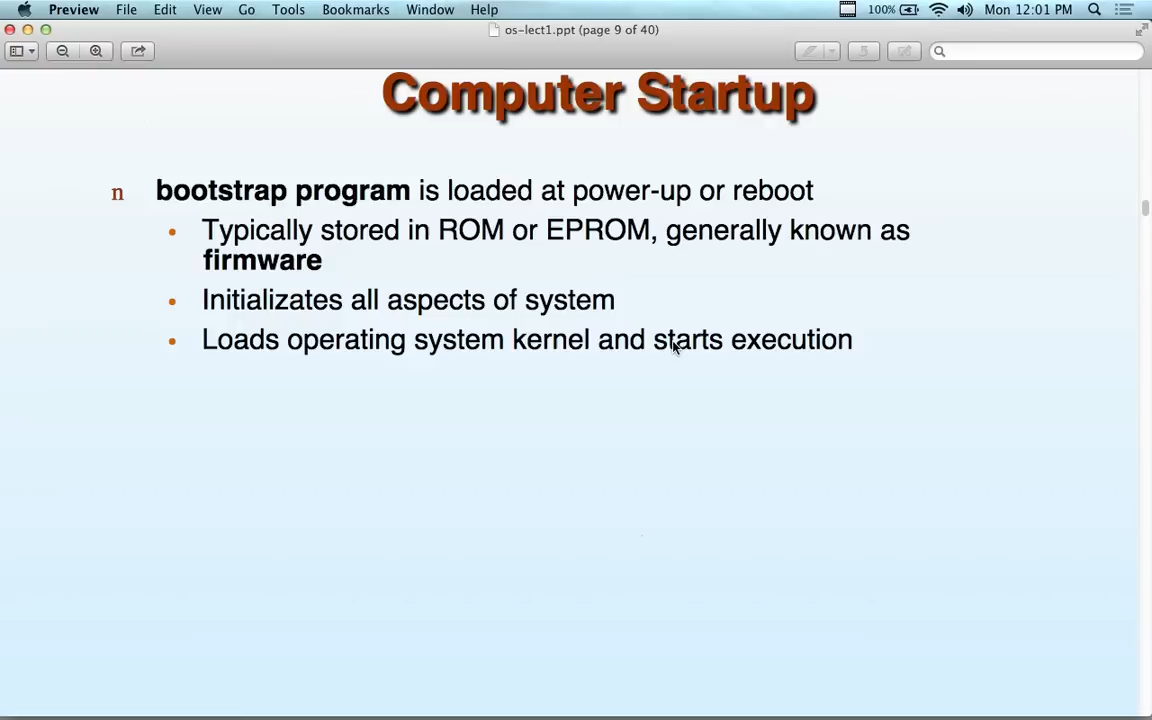 Preview File Edit View Go Tools Bookmarks Window Help 100% Mon 12:01 PM
os-lect1.ppt (page 9 of 40)
Computer Startup
n bootstrap program is loaded at power-up or reboot
• Typically stored in ROM or EPROM, generally known as
firmware
• Initializates all aspects of system
• Loads operating system kernel and starts execution